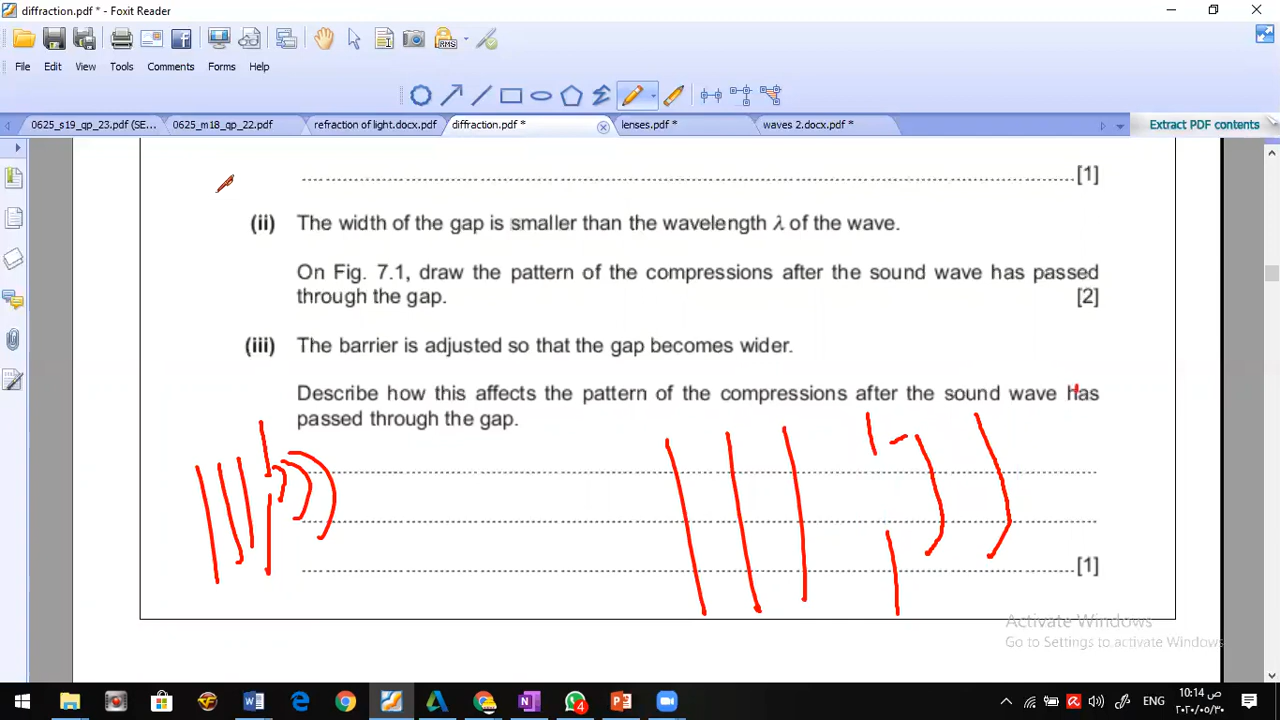 diffraction.pdf * - Foxit Reader
File Edit View Tools Comments Forms Help
0625_s19_qp_23.pdf (SE... 0625_m18_qp_22.pdf refraction of light.docx.pdf diffraction.pdf * lenses.pdf * waves 2.docx.pdf * Extract PDF contents
[1]
(ii) The width of the gap is smaller than the wavelength λ of the wave.
On Fig. 7.1, draw the pattern of the compressions after the sound wave has passed
through the gap. [2]
(iii) The barrier is adjusted so that the gap becomes wider.
Describe how this affects the pattern of the compressions after the sound wave has
passed through the gap.
[1]
Activate Windows
Go to Settings to activate Windows
ENG 10:14 ص
٢٠٢٠/٠٥/٣٠
4